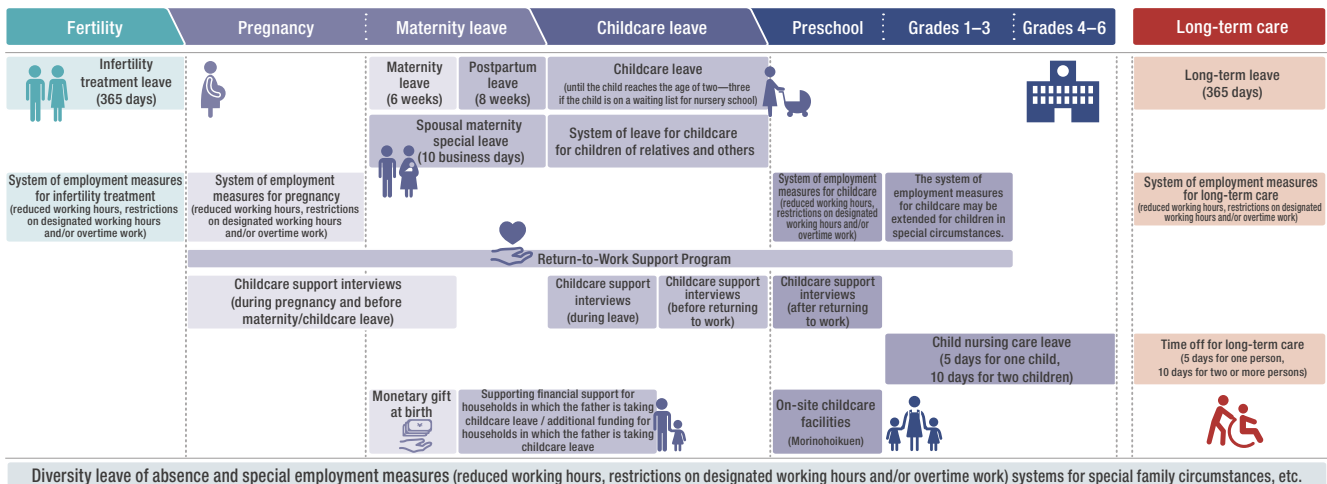 Fertility
Pregnancy
Maternity leave
Childcare leave
Preschool
Grades 1–3
Grades 4–6
Long-term care
Infertility
treatment leave
(365 days)
Maternity
leave
(6 weeks)
Postpartum
leave
(8 weeks)
Childcare leave
(until the child reaches the age of two—three
if the child is on a waiting list for nursery school)
Long-term leave
(365 days)
Spousal maternity
special leave
(10 business days)
System of leave for childcare
for children of relatives and others
System of employment measures
for infertility treatment
(reduced working hours, restrictions
on designated working hours
and/or overtime work)
System of employment
measures for pregnancy
(reduced working hours, restrictions
on designated working hours
and/or overtime work)
System of employment
measures for childcare
(reduced working hours,
restrictions on designated
working hours and/or
overtime work)
The system of
employment measures
for childcare may be
extended for children in
special circumstances.
System of employment measures
for long-term care
(reduced working hours, restrictions on designated
working hours and/or overtime work)
Return-to-Work Support Program
Childcare support interviews
(during pregnancy and before
maternity/childcare leave)
Childcare support
interviews
(during leave)
Childcare support
interviews
(before returning
to work)
Childcare support
interviews
(after returning
to work)
Child nursing care leave
(5 days for one child,
10 days for two children)
Time off for long-term care
(5 days for one person,
10 days for two or more persons)
Monetary gift
at birth
¥
Supporting financial support for
households in which the father is taking
childcare leave / additional funding for
households in which the father is taking
childcare leave
On-site childcare
facilities
(Morinohoikuen)
Diversity leave of absence and special employment measures (reduced working hours, restrictions on designated working hours and/or overtime work) systems for special family circumstances, etc.